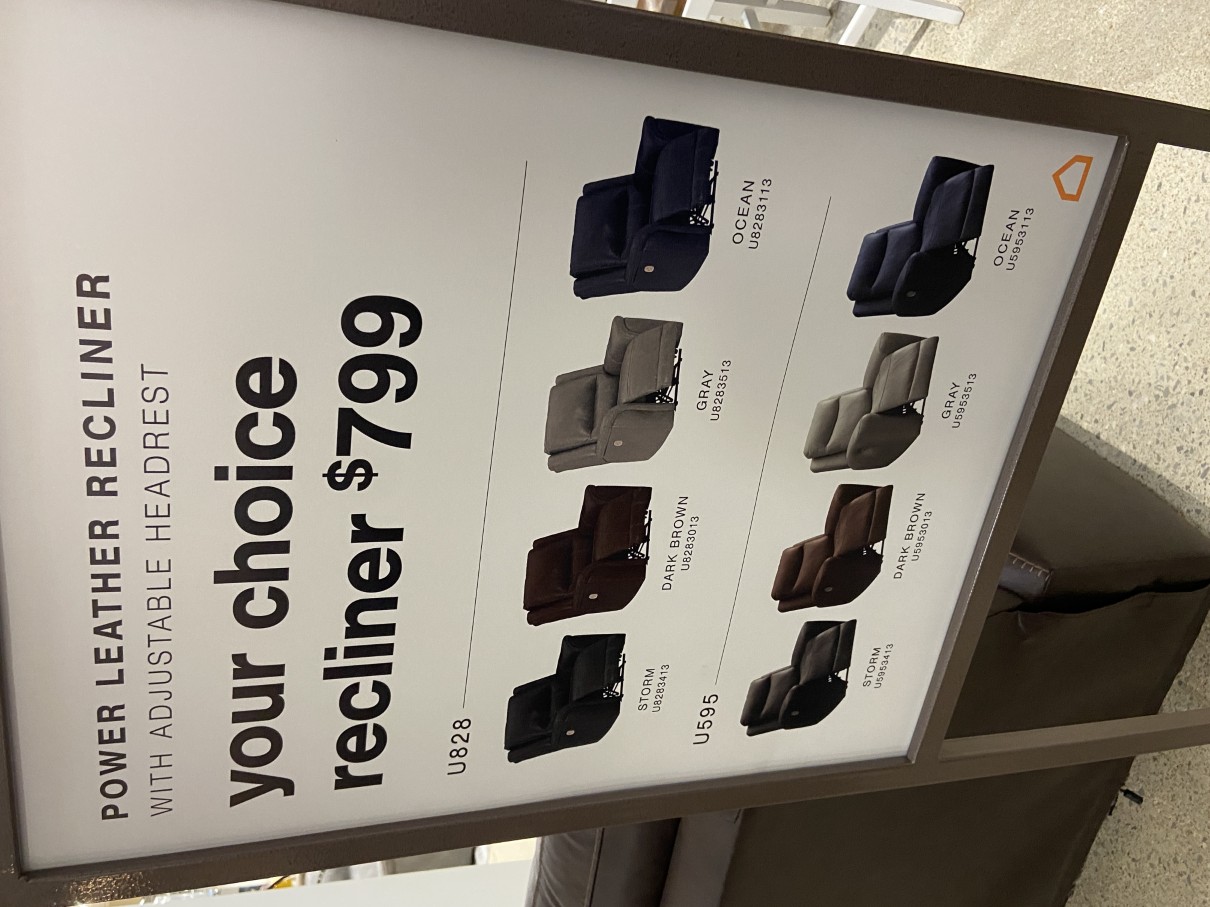 POWER LEATHER RECLINER
WITH ADJUSTABLE HEADREST
your choice
recliner $799
U828
STORM
U8283413
DARK BROWN
U8283013
GRAY
U8283513
OCEAN
U8283113
U595
STORM
U5953413
DARK BROWN
U5953013
GRAY
U5953513
OCEAN
U5953113